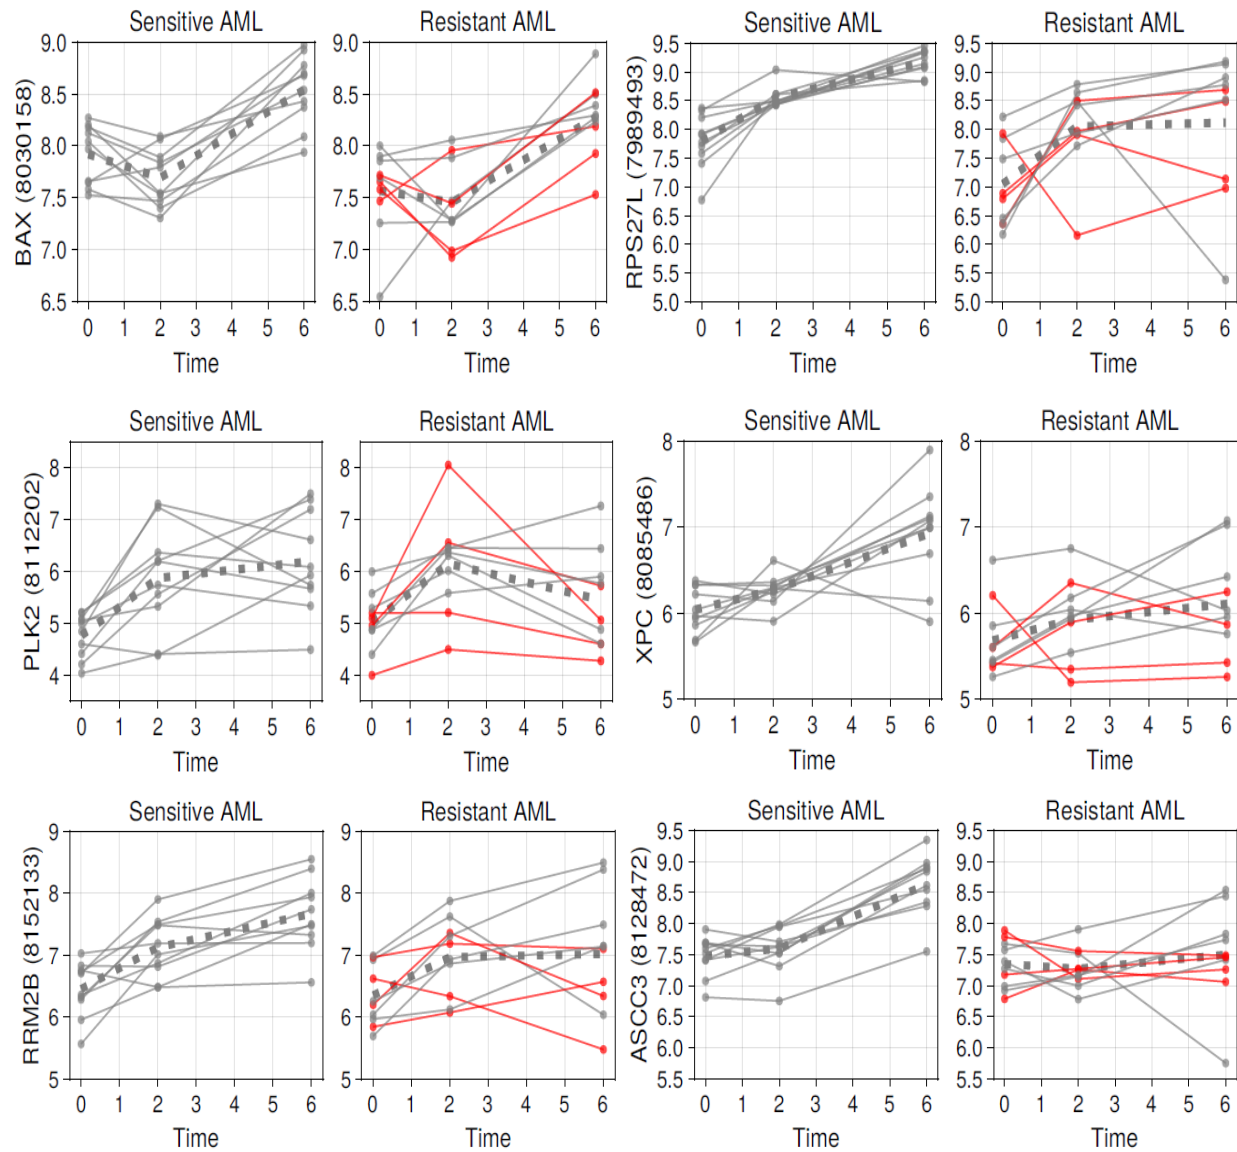 Sensitive AML
Resistant AML
Sensitive AML
Resistant AML
BAX (8030158)
9.0
8.5
8.0
7.5
7.0
6.5
0 1 2 3 4 5 6
Time
9.0
8.5
8.0
7.5
7.0
6.5
0 1 2 3 4 5 6
Time
RPS27L (7989493)
9.5
9.0
8.5
8.0
7.5
7.0
6.5
6.0
5.5
5.0
0 1 2 3 4 5 6
Time
9.5
9.0
8.5
8.0
7.5
7.0
6.5
6.0
5.5
5.0
0 1 2 3 4 5 6
Time
Sensitive AML
Resistant AML
Sensitive AML
Resistant AML
PLK2 (8112202)
8
7
6
5
4
0 1 2 3 4 5 6
Time
8
7
6
5
4
0 1 2 3 4 5 6
Time
XPC (8085486)
8
7
6
5
0 1 2 3 4 5 6
Time
8
7
6
5
0 1 2 3 4 5 6
Time
Sensitive AML
Resistant AML
Sensitive AML
Resistant AML
RRM2B (8152133)
9
8
7
6
5
0 1 2 3 4 5 6
Time
9
8
7
6
5
0 1 2 3 4 5 6
Time
ASCC3 (8128472)
9.5
9.0
8.5
8.0
7.5
7.0
6.5
6.0
5.5
0 1 2 3 4 5 6
Time
9.5
9.0
8.5
8.0
7.5
7.0
6.5
6.0
5.5
0 1 2 3 4 5 6
Time